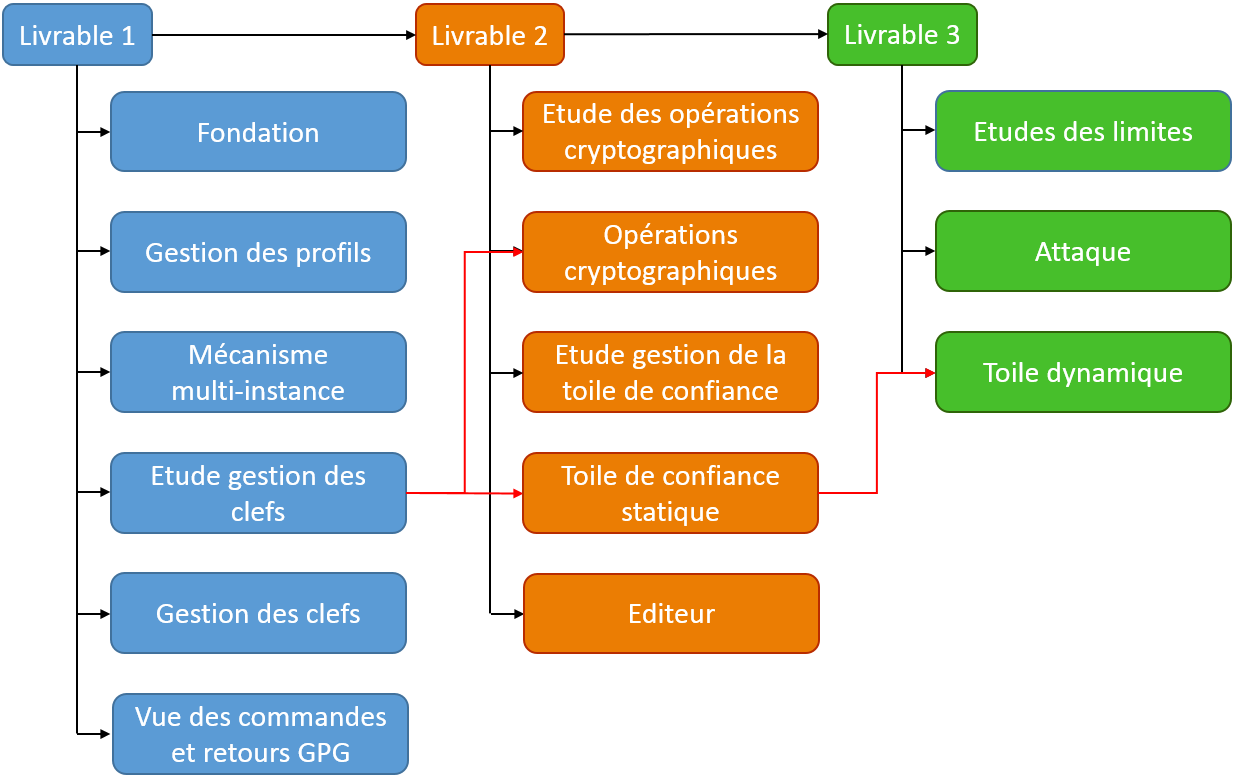 Livrable 1
Livrable 2
Livrable 3
Fondation
Gestion des profils
Mécanisme
multi-instance
Etude gestion des
clefs
Gestion des clefs
Vue des commandes
et retours GPG
Etude des opérations
cryptographiques
Opérations
cryptographiques
Etude gestion de la
toile de confiance
Toile de confiance
statique
Editeur
Etudes des limites
Attaque
Toile dynamique